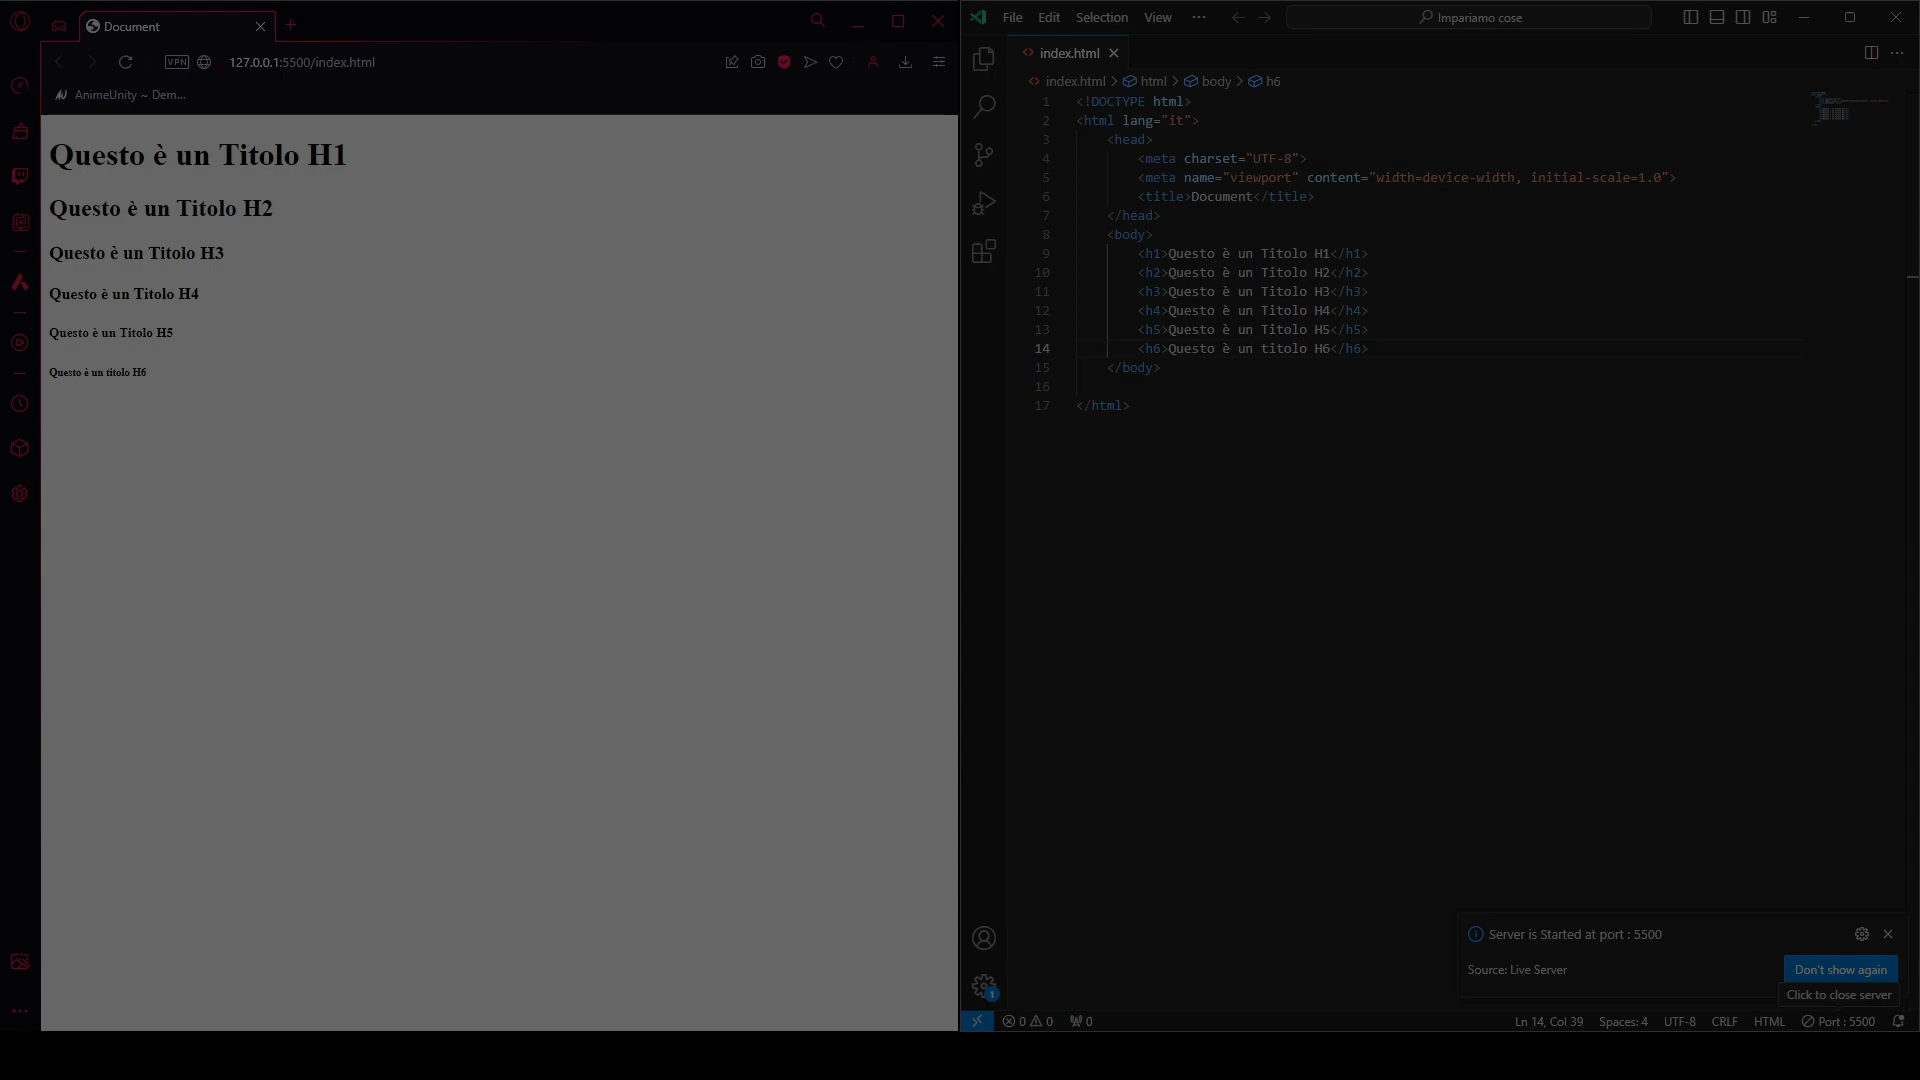 Document
VPN
127.0.0.1:5500/index.html
AnimeUnity ~ Dem...
Questo è un Titolo H1
Questo è un Titolo H2
Questo è un Titolo H3
Questo è un Titolo H4
Questo è un Titolo H5
Questo è un titolo H6
File Edit Selection View ···
Impariamo cose
index.html
index.html > html > body > h6
1 <!DOCTYPE html>
2 <html lang="it">
3 <head>
4 <meta charset="UTF-8">
5 <meta name="viewport" content="width=device-width, initial-scale=1.0">
6 <title>Document</title>
7 </head>
8 <body>
9 <h1>Questo è un Titolo H1</h1>
10 <h2>Questo è un Titolo H2</h2>
11 <h3>Questo è un Titolo H3</h3>
12 <h4>Questo è un Titolo H4</h4>
13 <h5>Questo è un Titolo H5</h5>
14 <h6>Questo è un titolo H6</h6>
15 </body>
16
17 </html>
Server is Started at port : 5500
Source: Live Server
Don't show again
Click to close server
1
0 0 0
Ln 14, Col 39 Spaces: 4 UTF-8 CRLF HTML Port : 5500